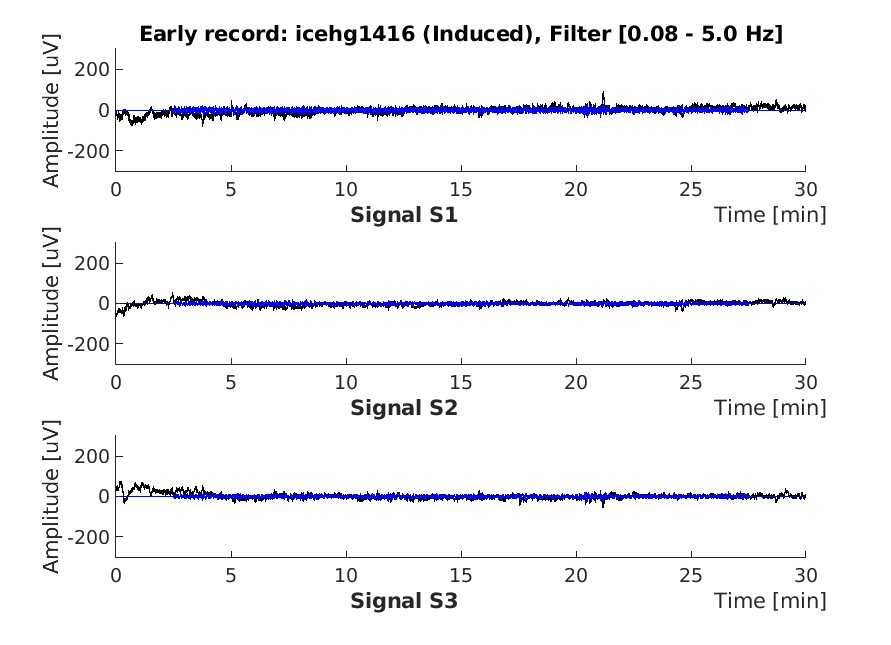 Early record: icehg1416 (Induced), Filter [0.08 - 5.0 Hz]
Amplitude [uV]
200
0
-200
0 5 10 15 20 25 30
Signal S1
Time [min]
Amplitude [uV]
200
0
-200
0 5 10 15 20 25 30
Signal S2
Time [min]
Amplitude [uV]
200
0
-200
0 5 10 15 20 25 30
Signal S3
Time [min]